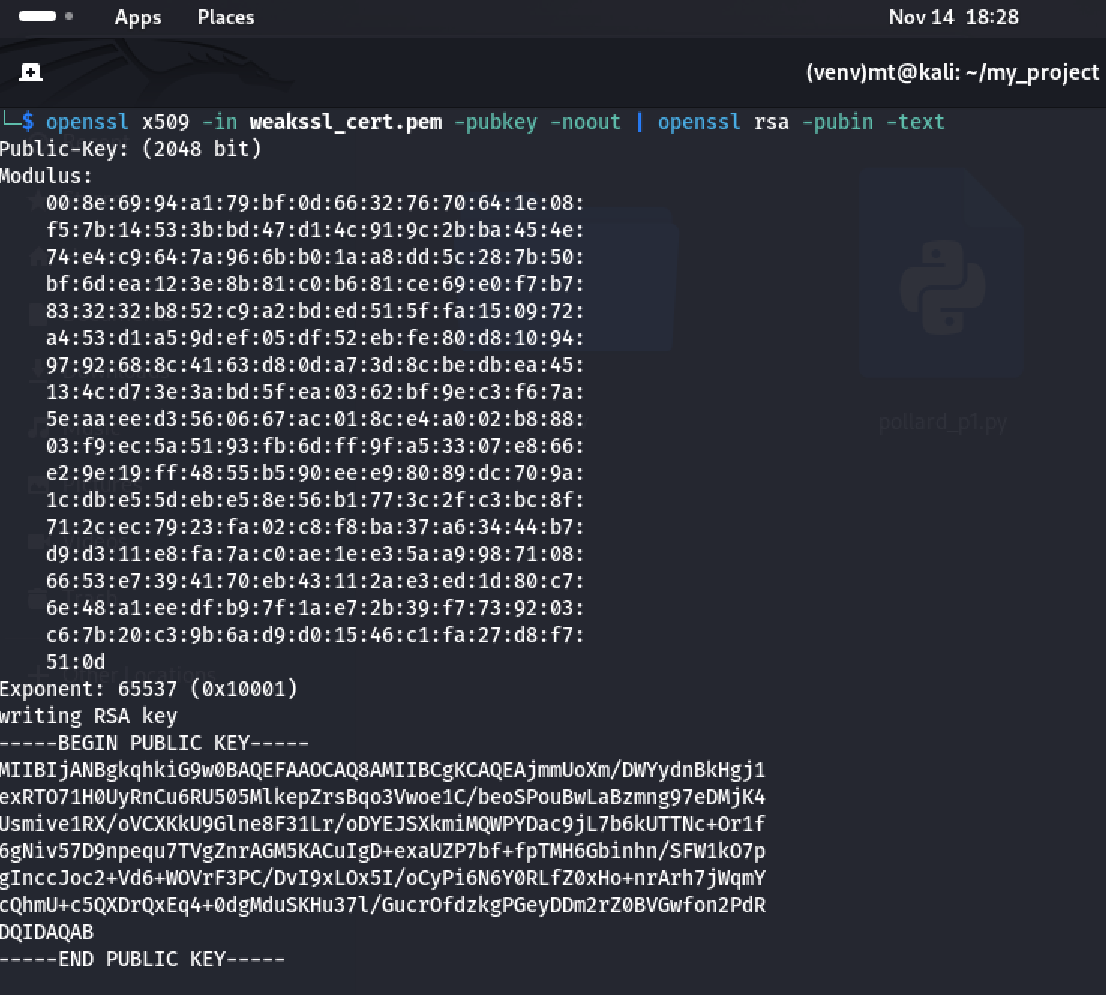 Apps Places Nov 14 18:28
(venv)mt@kali: ~/my_project
└─$ openssl x509 -in weakssl_cert.pem -pubkey -noout | openssl rsa -pubin -text
Public-Key: (2048 bit)
Modulus:
00:8e:69:94:a1:79:bf:0d:66:32:76:70:64:1e:08:
f5:7b:14:53:3b:bd:47:d1:4c:91:9c:2b:ba:45:4e:
74:e4:c9:64:7a:96:6b:b0:1a:a8:dd:5c:28:7b:50:
bf:6d:ea:12:3e:8b:81:c0:b6:81:ce:69:e0:f7:b7:
83:32:32:b8:52:c9:a2:bd:ed:51:5f:fa:15:09:72:
a4:53:d1:a5:9d:ef:05:df:52:eb:fe:80:d8:10:94:
97:92:68:8c:41:63:d8:0d:a7:3d:8c:be:db:ea:45:
13:4c:d7:3e:3a:bd:5f:ea:03:62:bf:9e:c3:f6:7a:
5e:aa:ee:d3:56:06:67:ac:01:8c:e4:a0:02:b8:88:
03:f9:ec:5a:51:93:fb:6d:ff:9f:a5:33:07:e8:66:
e2:9e:19:ff:48:55:b5:90:ee:e9:80:89:dc:70:9a:
1c:db:e5:5d:eb:e5:8e:56:b1:77:3c:2f:c3:bc:8f:
71:2c:ec:79:23:fa:02:c8:f8:ba:37:a6:34:44:b7:
d9:d3:11:e8:fa:7a:c0:ae:1e:e3:5a:a9:98:71:08:
66:53:e7:39:41:70:eb:43:11:2a:e3:ed:1d:80:c7:
6e:48:a1:ee:df:b9:7f:1a:e7:2b:39:f7:73:92:03:
c6:7b:20:c3:9b:6a:d9:d0:15:46:c1:fa:27:d8:f7:
51:0d
pollard_p1.py
Other Locations
Exponent: 65537 (0x10001)
writing RSA key
-----BEGIN PUBLIC KEY-----
MIIBIjANBgkqhkiG9w0BAQEFAAOCAQ8AMIIBCgKCAQEAjmmUoXm/DWYydnBkHgj1
exRTO71H0UyRnCu6RU505MlkepZrsBqo3Vwoe1C/beoSPouBwLaBzmng97eDMjK4
Usmive1RX/oVCXKkU9Glne8F31Lr/oDYEJSXkmiMQWPYDac9jL7b6kUTTNc+Or1f
6gNiv57D9npequ7TVgZnrAGM5KACuIgD+exaUZP7bf+fpTMH6Gbinhn/SFW1kO7p
gInccJoc2+Vd6+WOVrF3PC/DvI9xLOx5I/oCyPi6N6Y0RLfZ0xHo+nrArh7jWqmY
cQhmU+c5QXDrQxEq4+0dgMduSKHu37l/GucrOfdzkgPGeyDDm2rZ0BVGwfon2PdR
DQIDAQAB
-----END PUBLIC KEY-----